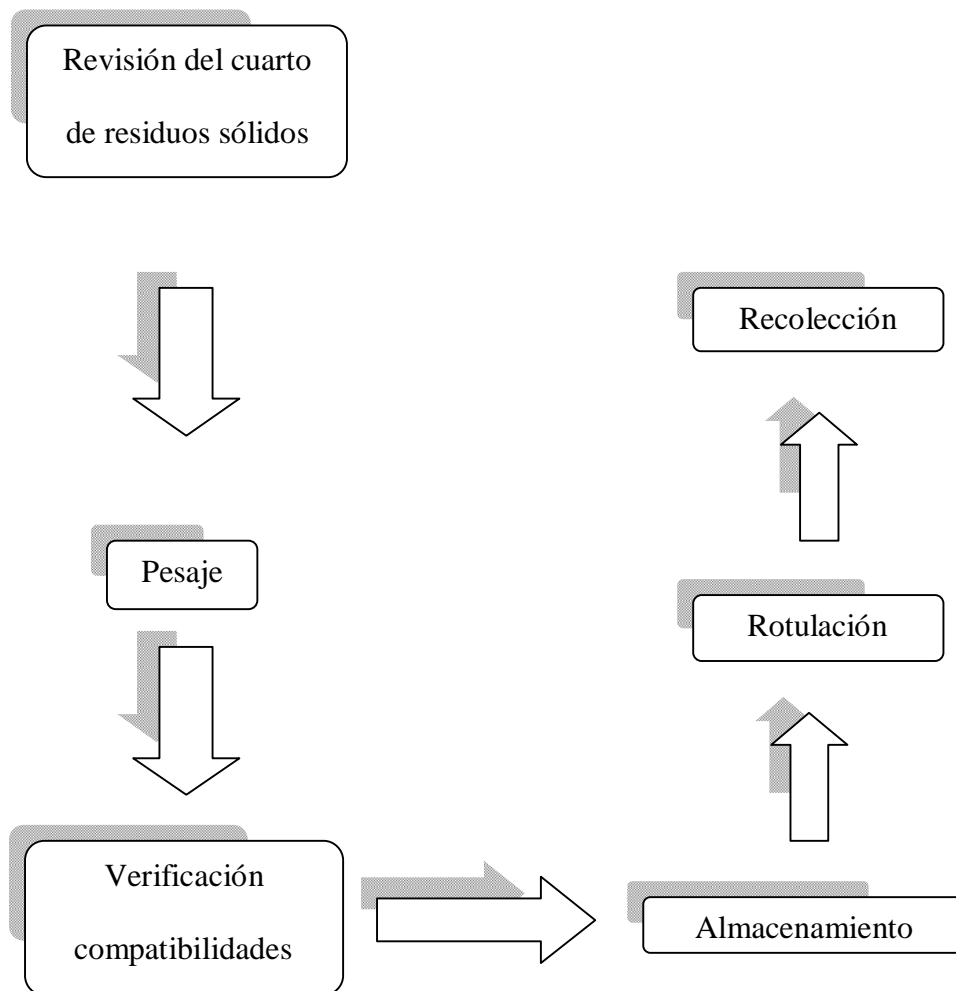 Revisión del cuarto
de residuos sólidos
Pesaje
Verificación
compatibilidades
Almacenamiento
Rotulación
Recolección